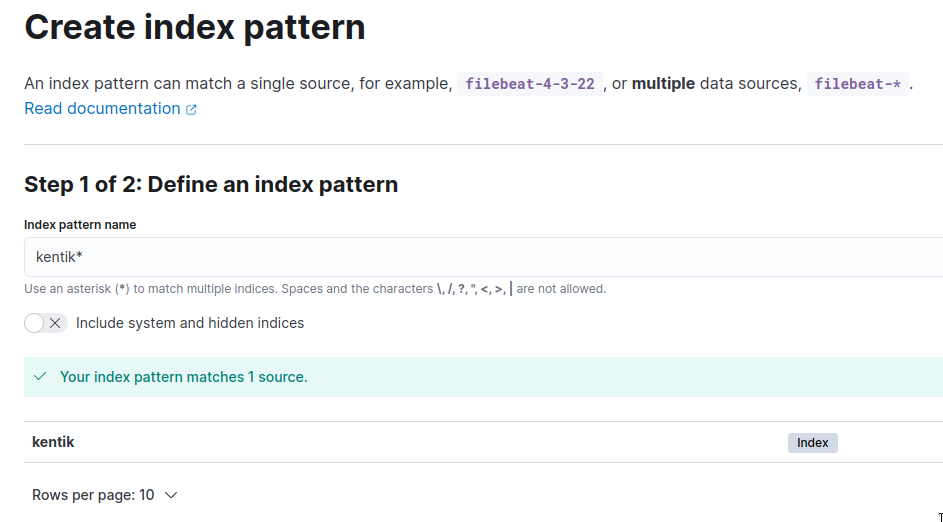 Create index pattern
An index pattern can match a single source, for example, filebeat-4-3-22 , or multiple data sources, filebeat-* .
Read documentation
Step 1 of 2: Define an index pattern
Index pattern name
kentik*
Use an asterisk (*) to match multiple indices. Spaces and the characters \, /, ?, ", <, >, | are not allowed.
Include system and hidden indices
Your index pattern matches 1 source.
kentik Index
Rows per page: 10